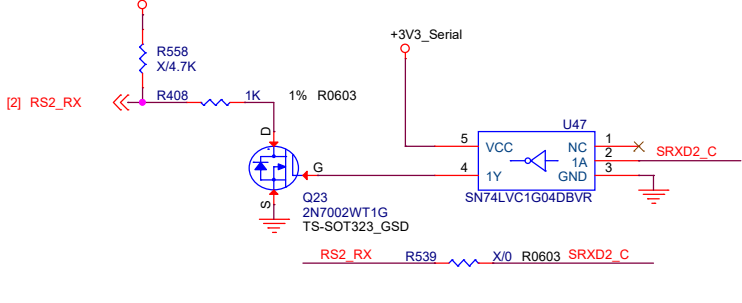 +3V3_Serial
R558
X/4.7K
[2] RS2_RX
R408
1K
1% R0603
U47
D
G
S
5
VCC
NC
1
1A
2
SRXD2_C
4
1Y
GND
3
SN74LVC1G04DBVR
Q23
2N7002WT1G
TS-SOT323_GSD
RS2_RX R539 X/0 R0603 SRXD2_C